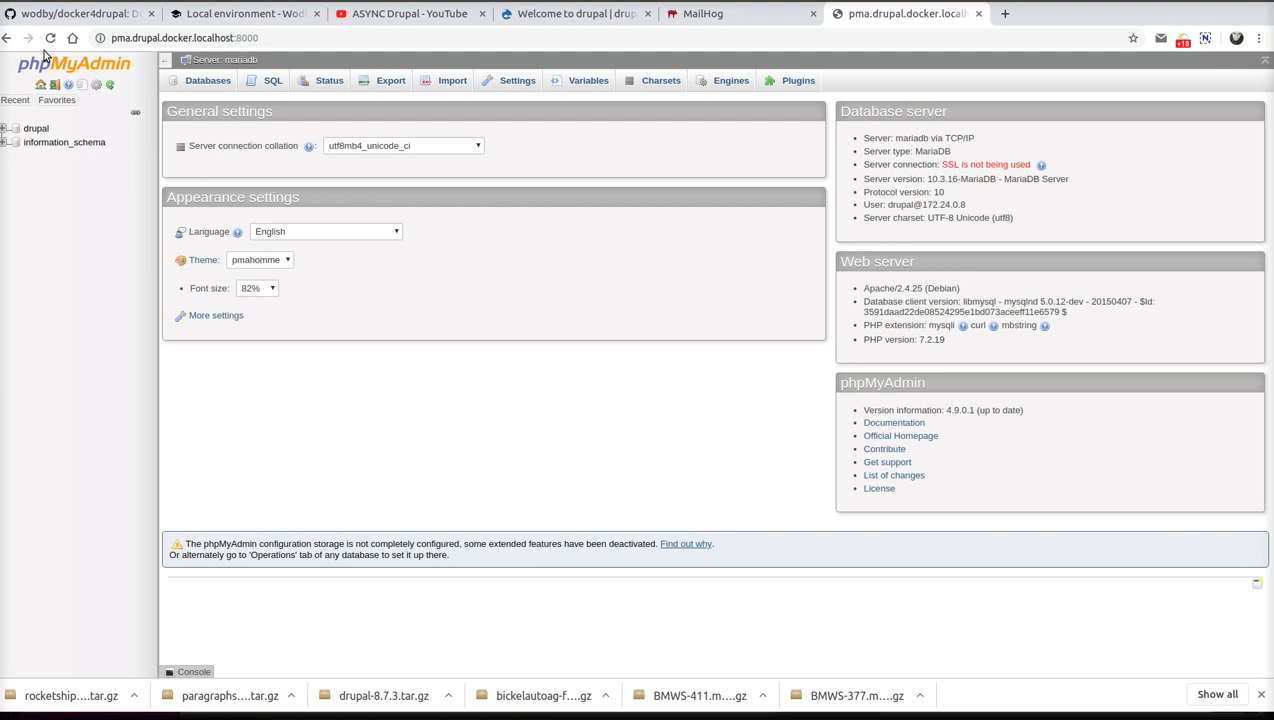 wodby/docker4drupal: D
Local environment - Wod
ASYNC Drupal - YouTube
Welcome to drupal | drup
MailHog
pma.drupal.docker.localh
pma.drupal.docker.localhost:8000
+18
phpMyAdmin
Recent Favorites
drupal
information_schema
Server: mariadb
Databases SQL Status Export Import Settings Variables Charsets Engines Plugins
General settings
Server connection collation : utf8mb4_unicode_ci
Appearance settings
Language English
Theme: pmahomme
Font size: 82%
More settings
Database server
Server: mariadb via TCP/IP
Server type: MariaDB
Server connection: SSL is not being used
Server version: 10.3.16-MariaDB - MariaDB Server
Protocol version: 10
User: drupal@172.24.0.8
Server charset: UTF-8 Unicode (utf8)
Web server
Apache/2.4.25 (Debian)
Database client version: libmysql - mysqlnd 5.0.12-dev - 20150407 - $Id:
3591daad22de08524295e1bd073aceeff11e6579 $
PHP extension: mysqli curl mbstring
PHP version: 7.2.19
phpMyAdmin
Version information: 4.9.0.1 (up to date)
Documentation
Official Homepage
Contribute
Get support
List of changes
License
The phpMyAdmin configuration storage is not completely configured, some extended features have been deactivated. Find out why.
Or alternately go to 'Operations' tab of any database to set it up there.
Console
rocketship....tar.gz
paragraphs....tar.gz
drupal-8.7.3.tar.gz
bickelautoag-f....gz
BMWS-411.m....gz
BMWS-377.m....gz
Show all